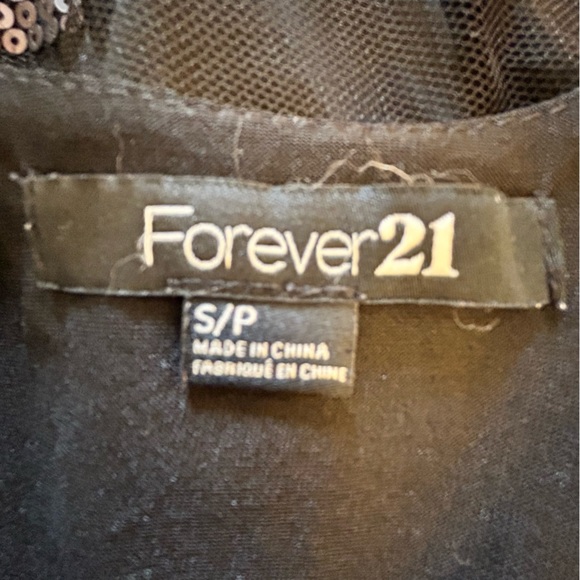 Forever21
S/P
MADE IN CHINA
FABRIQUÉ EN CHINE